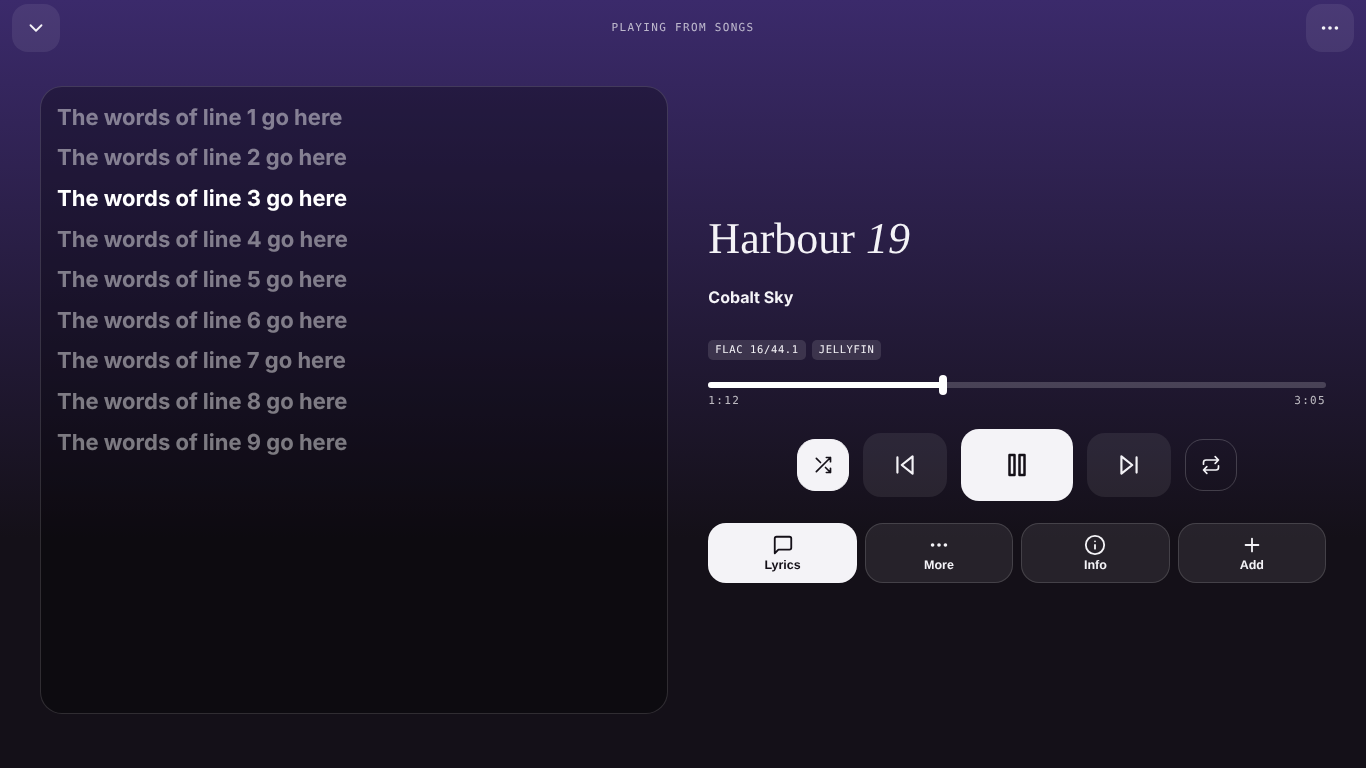 PLAYING FROM SONGS
The words of line 1 go here
The words of line 2 go here
The words of line 3 go here
The words of line 4 go here
The words of line 5 go here
The words of line 6 go here
The words of line 7 go here
The words of line 8 go here
The words of line 9 go here
Harbour 19
Cobalt Sky
FLAC 16/44.1 JELLYFIN
1:12 3:05
Lyrics More Info Add